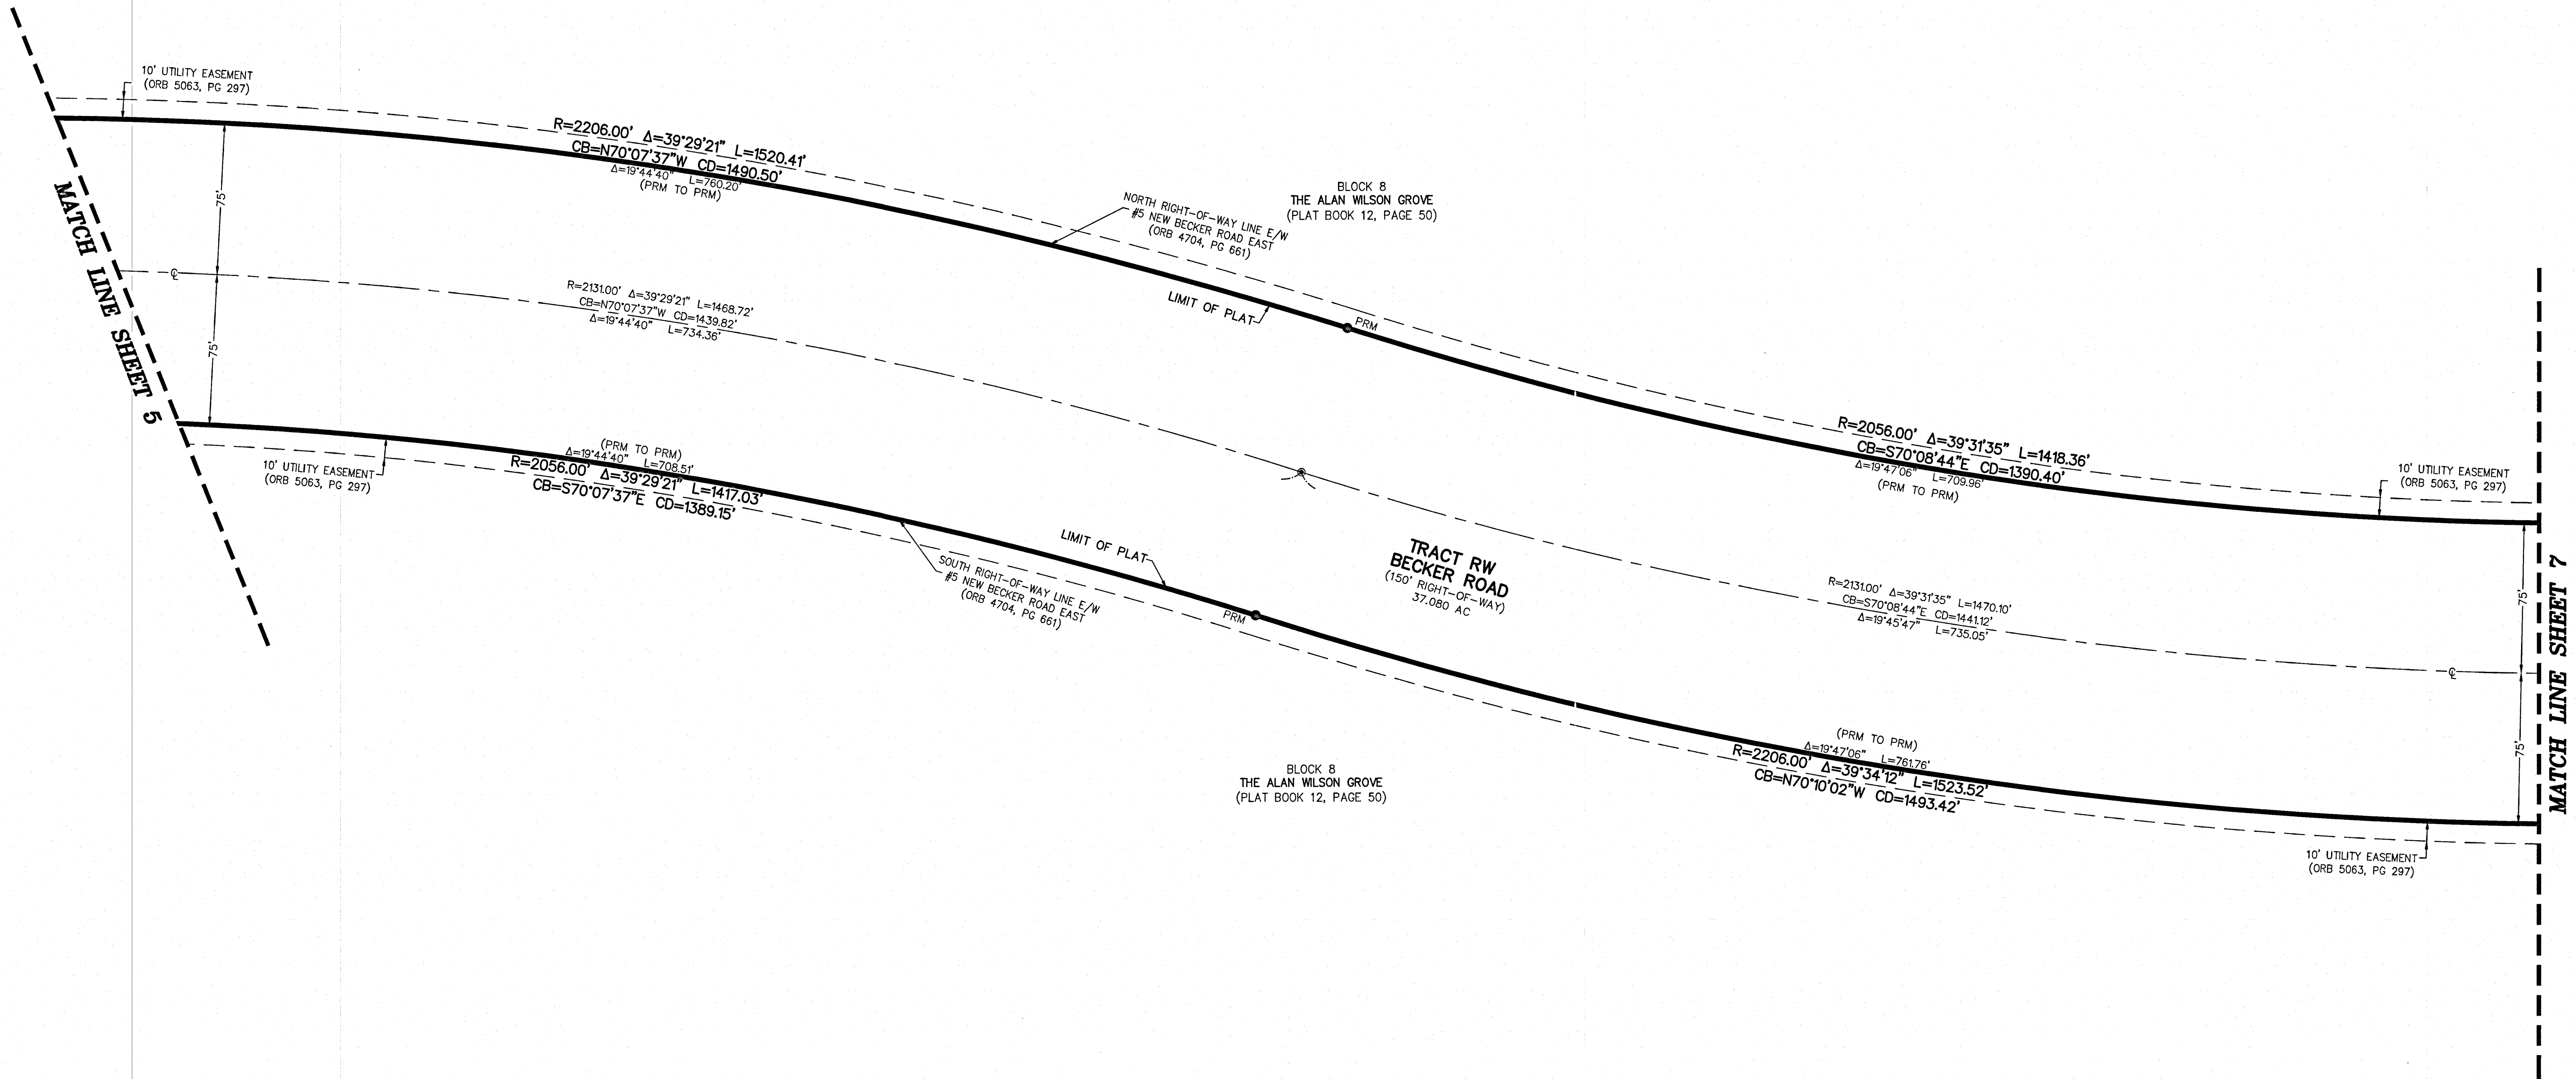 10' UTILITY EASEMENT
(ORB 5063, PG 297)
R=2206.00' Δ=39°29'21" L=1520.41'
CB=N70°07'37"W CD=1490.50'
Δ=19°44'40" L=760.20'
(PRM TO PRM)
75'
MATCH LINE SHEET 5
NORTH RIGHT-OF-WAY LINE E/W
#5 NEW BECKER ROAD EAST
(ORB 4704, PG 661)
BLOCK 8
THE ALAN WILSON GROVE
(PLAT BOOK 12, PAGE 50)
℄
R=2131.00' Δ=39°29'21" L=1468.72'
CB=N70°07'37"W CD=1439.82'
Δ=19°44'40" L=734.36'
LIMIT OF PLAT
PRM
75'
(PRM TO PRM)
Δ=19°44'40" L=708.51'
R=2056.00' Δ=39°29'21" L=1417.03'
CB=S70°07'37"E CD=1389.15'
10' UTILITY EASEMENT
(ORB 5063, PG 297)
R=2056.00' Δ=39°31'35" L=1418.36'
CB=S70°08'44"E CD=1390.40'
Δ=19°47'06" L=709.96'
(PRM TO PRM)
10' UTILITY EASEMENT
(ORB 5063, PG 297)
SOUTH RIGHT-OF-WAY LINE E/W
#5 NEW BECKER ROAD EAST
(ORB 4704, PG 661)
LIMIT OF PLAT
PRM
TRACT RW
BECKER ROAD
(150' RIGHT-OF-WAY)
37.080 AC
R=2131.00' Δ=39°31'35" L=1470.10'
CB=S70°08'44"E CD=1441.12'
Δ=19°45'47" L=735.05'
75'
℄
MATCH LINE SHEET 7
75'
(PRM TO PRM)
Δ=19°47'06" L=761.76'
R=2206.00' Δ=39°34'12" L=1523.52'
CB=N70°10'02"W CD=1493.42'
BLOCK 8
THE ALAN WILSON GROVE
(PLAT BOOK 12, PAGE 50)
10' UTILITY EASEMENT
(ORB 5063, PG 297)